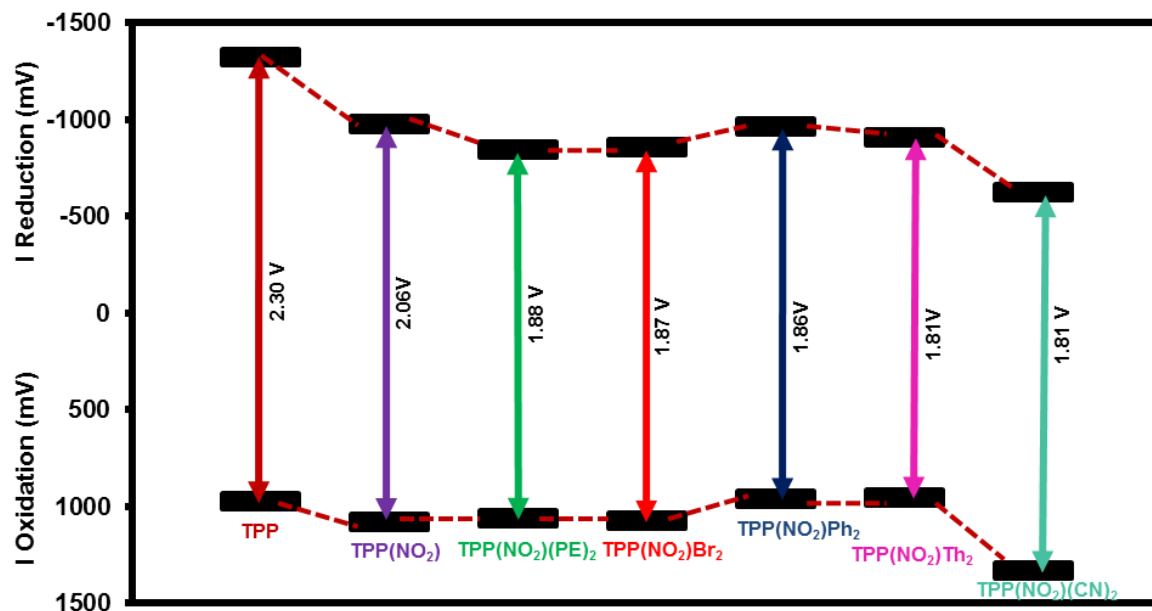 I Reduction (mV)
I Oxidation (mV)
-1500
-1000
-500
0
500
1000
1500
2.30 V
2.06V
1.88 V
1.87 V
1.86V
1.81V
1.81 V
TPP
TPP(NO₂)
TPP(NO₂)(PE)₂
TPP(NO₂)Br₂
TPP(NO₂)Ph₂
TPP(NO₂)Th₂
TPP(NO₂)(CN)₂